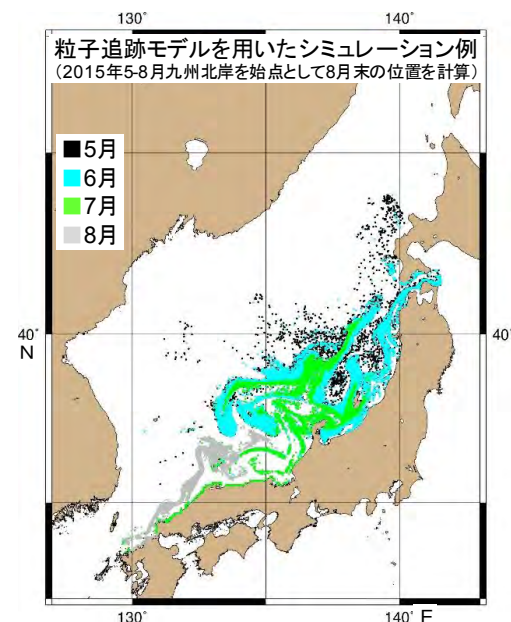 130° 140°
粒子追跡モデルを用いたシミュレーション例
(2015年5-8月九州北岸を始点として8月末の位置を計算)
■5月
■6月
■7月
■8月
40° 40°
N
130° 140° E